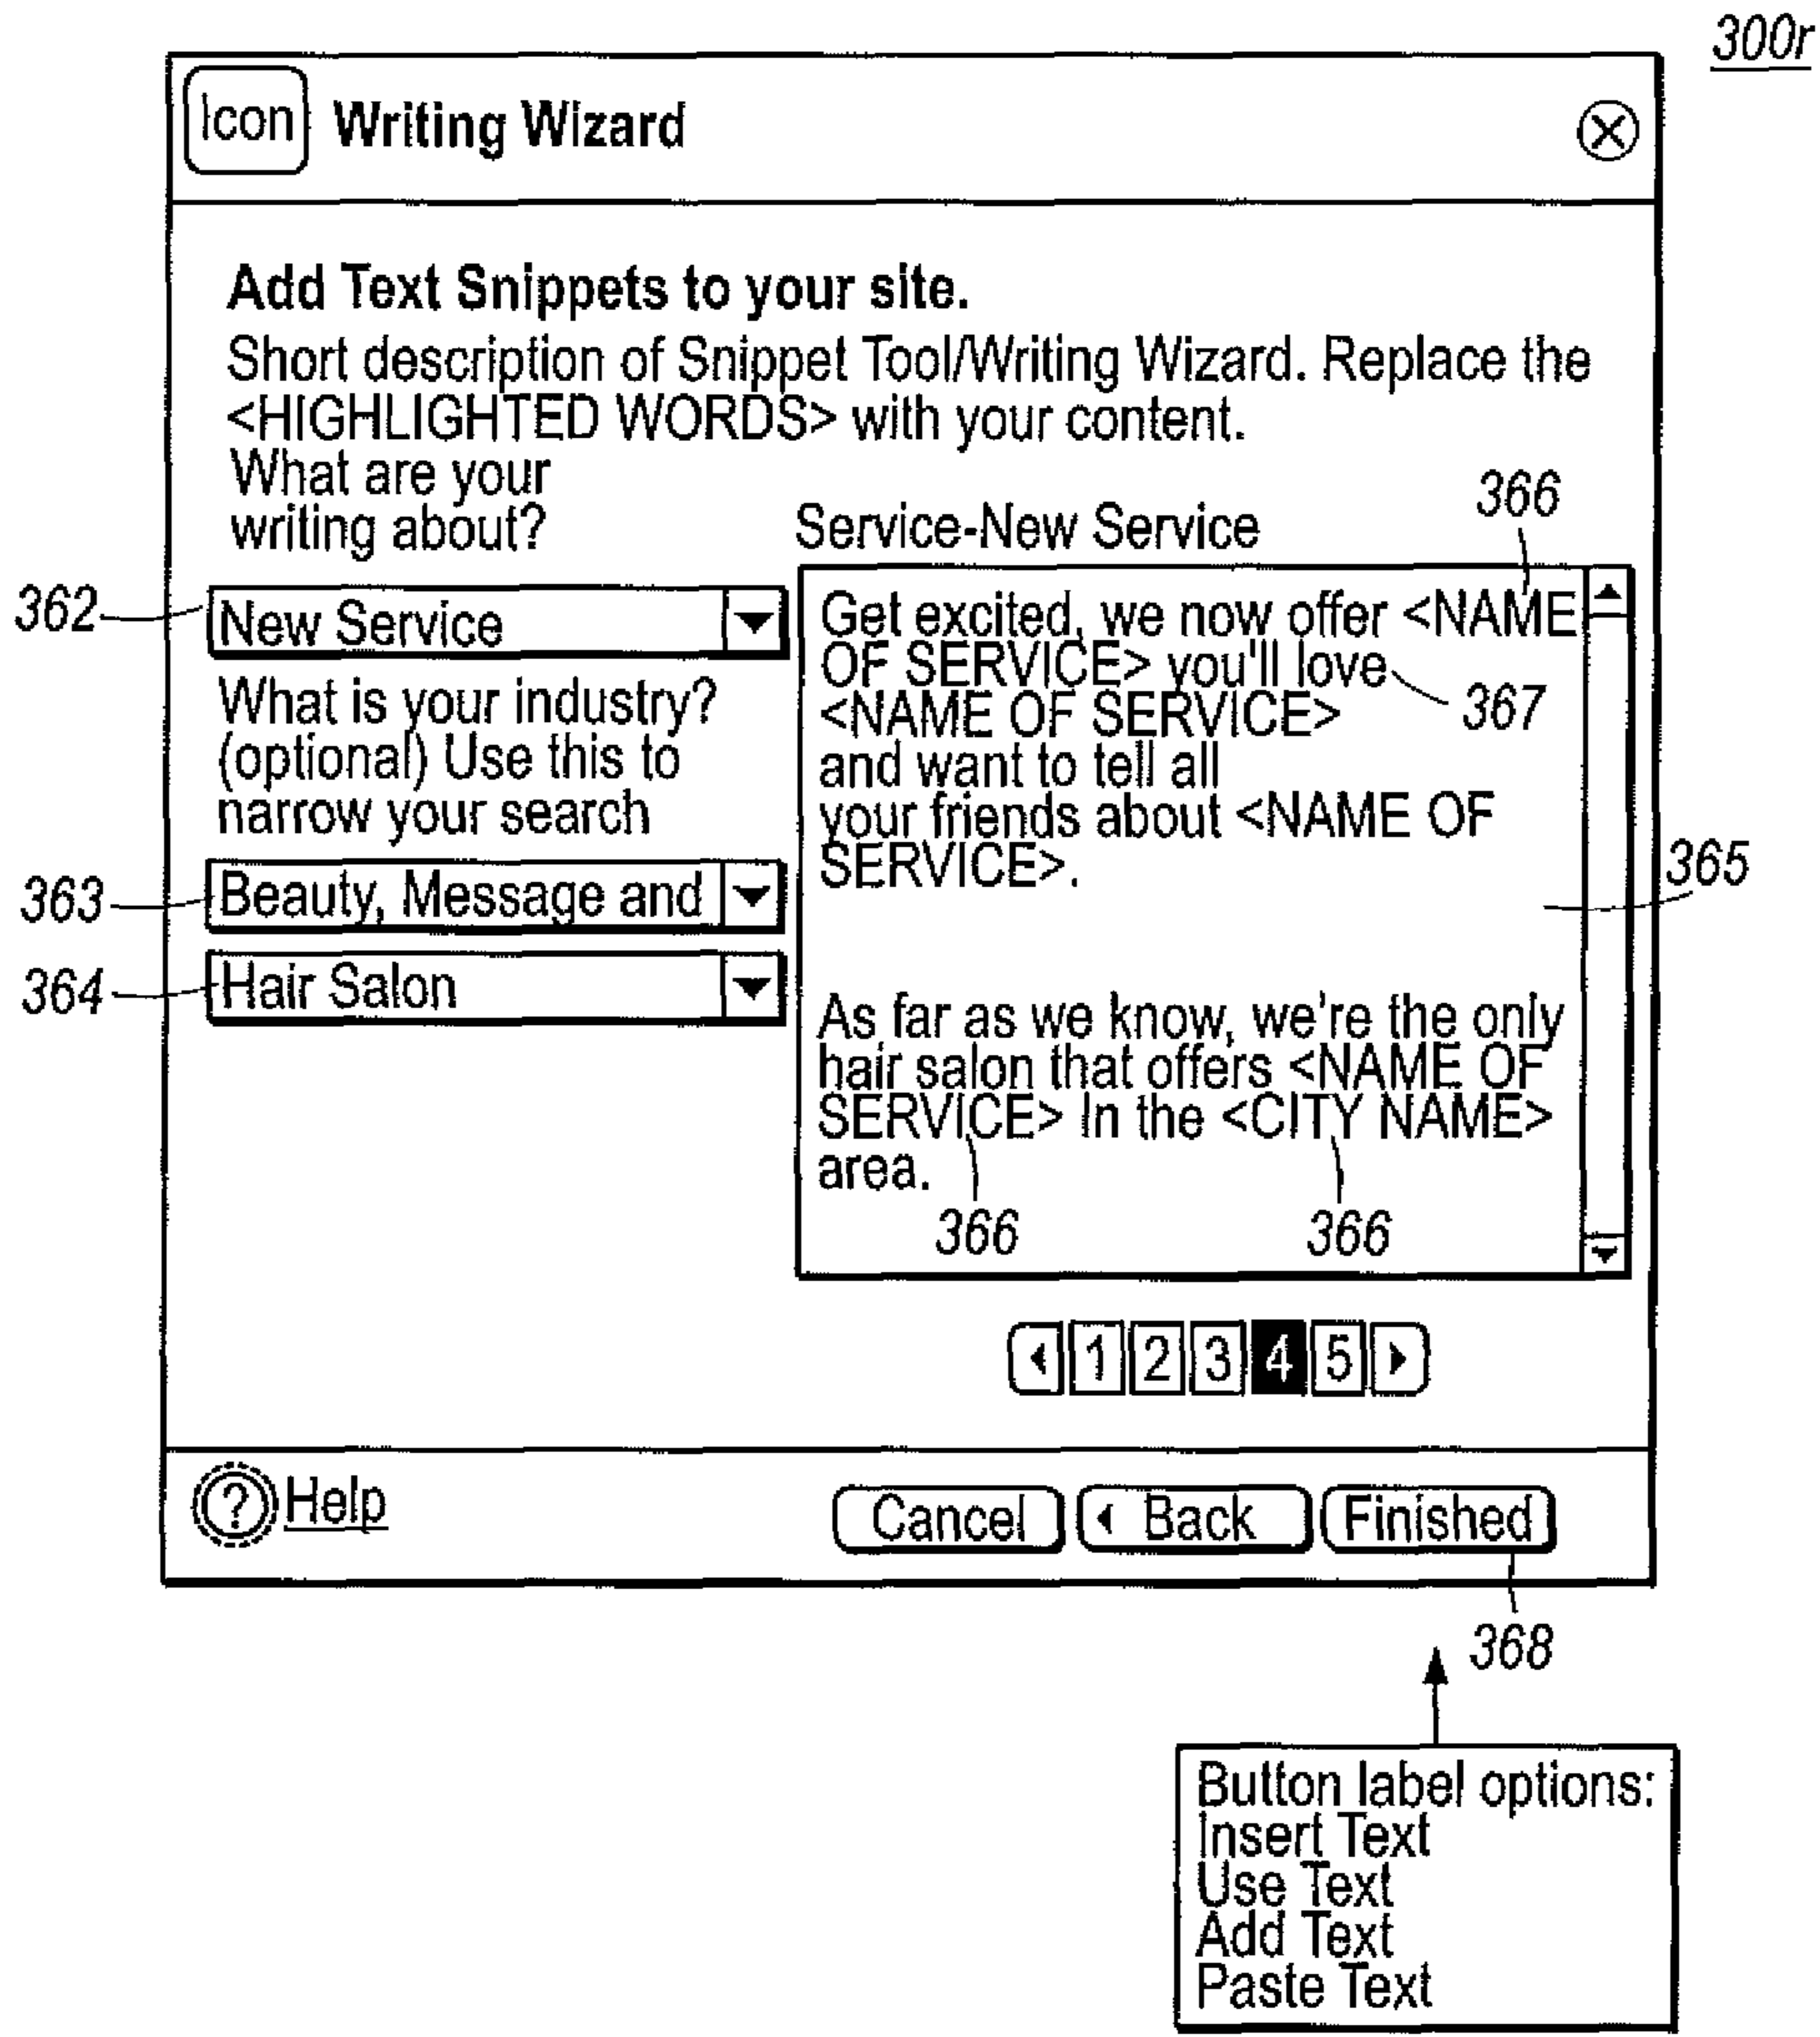 300r
Icon Writing Wizard
Add Text Snippets to your site.
Short description of Snippet Tool/Writing Wizard. Replace the
<HIGHLIGHTED WORDS> with your content.
What are your
writing about?
362
New Service
What is your industry?
(optional) Use this to
narrow your search
363
Beauty, Message and
364
Hair Salon
Service-New Service
366
Get excited, we now offer <NAME
OF SERVICE> you'll love
367
<NAME OF SERVICE>
and want to tell all
your friends about <NAME OF
SERVICE>.
365
As far as we know, we're the only
hair salon that offers <NAME OF
SERVICE> In the <CITY NAME>
area.
366 366
1 2 3 4 5
? Help
Cancel Back Finished
368
Button label options:
Insert Text
Use Text
Add Text
Paste Text